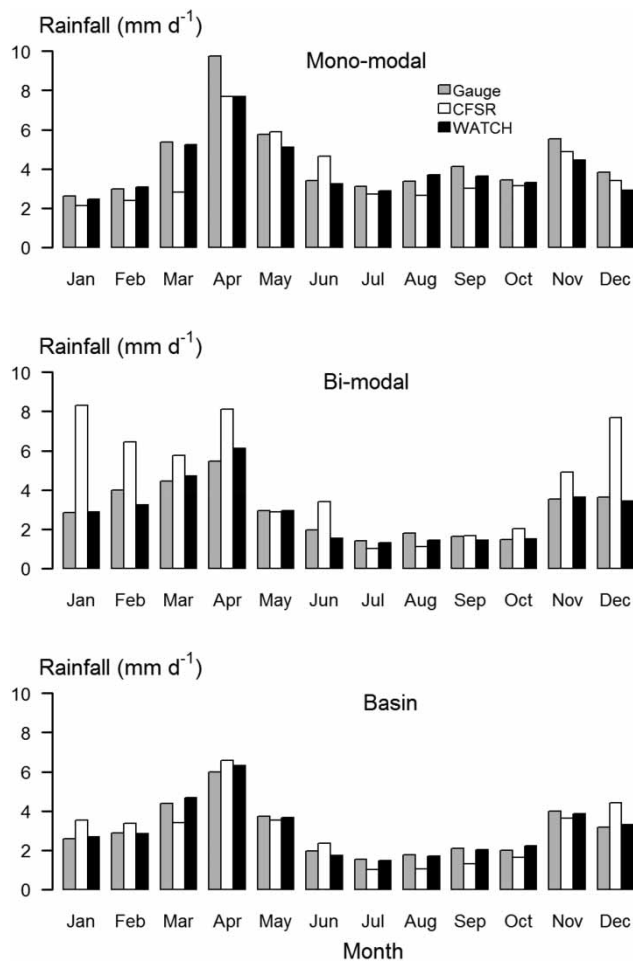 Rainfall (mm d⁻¹)
Mono-modal
10
8
6
4
2
0
Gauge
CFSR
WATCH
Jan Feb Mar Apr May Jun Jul Aug Sep Oct Nov Dec
Rainfall (mm d⁻¹)
Bi-modal
10
8
6
4
2
0
Jan Feb Mar Apr May Jun Jul Aug Sep Oct Nov Dec
Rainfall (mm d⁻¹)
Basin
10
8
6
4
2
0
Jan Feb Mar Apr May Jun Jul Aug Sep Oct Nov Dec
Month